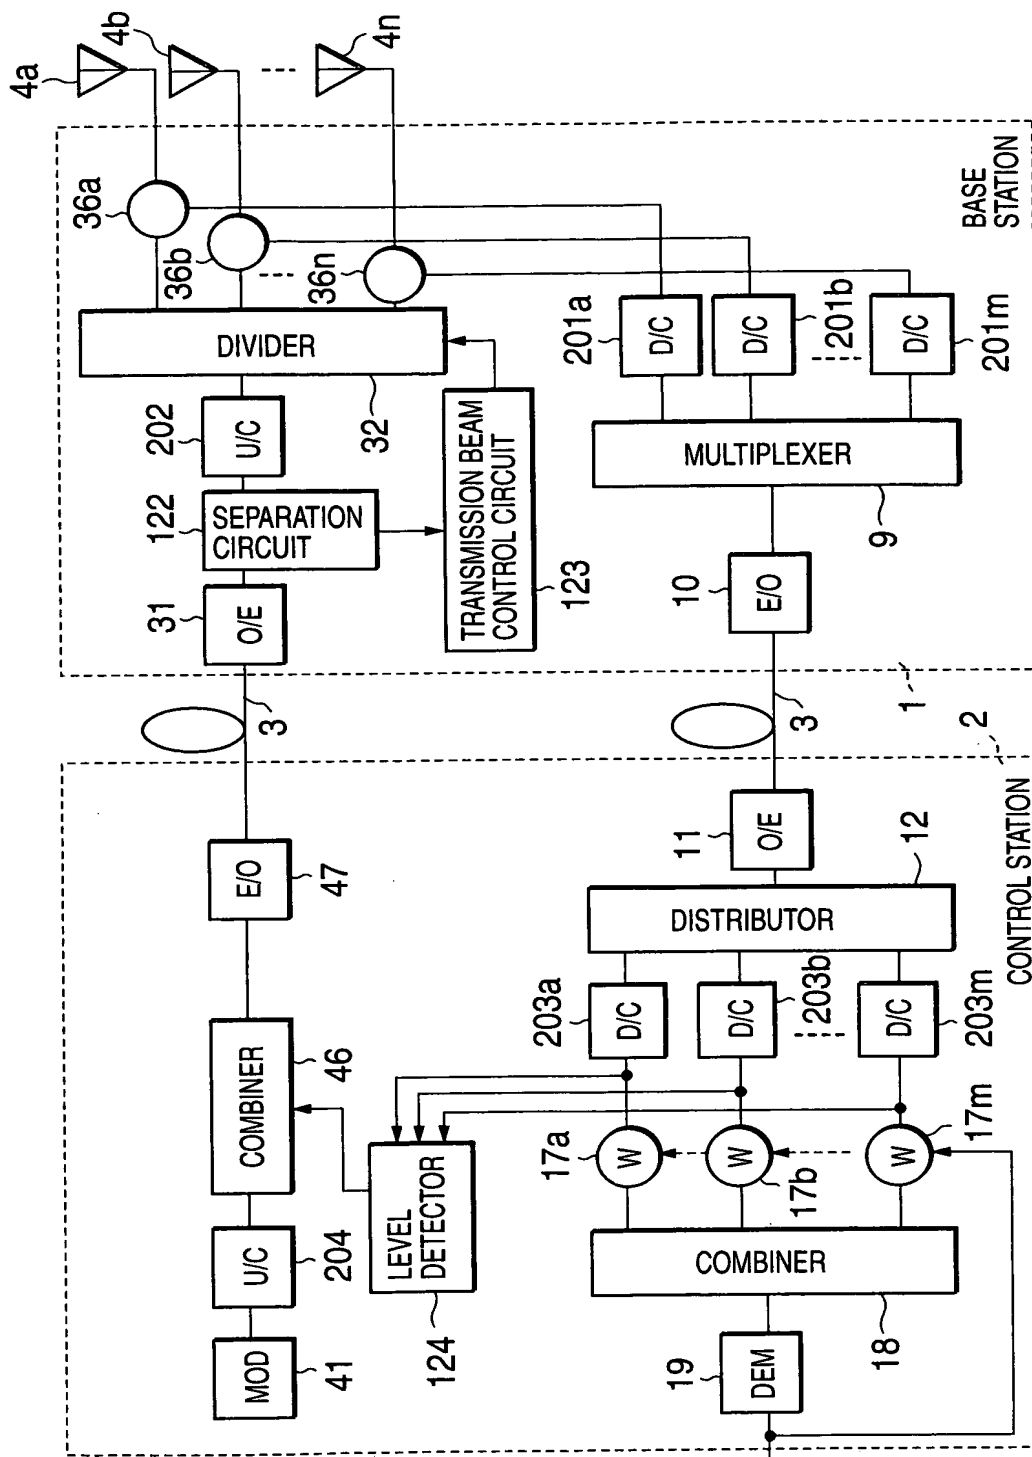 4a
4b
4n
36a
36b
36n
BASE
STATION
DIVIDER
32
201a
201b
201m
D/C
D/C
D/C
202
U/C
122
SEPARATION
CIRCUIT
TRANSMISSION BEAM
CONTROL CIRCUIT
123
MULTIPLEXER
9
31
O/E
10
E/O
3
3
1
2
E/O
47
11
O/E
12
CONTROL STATION
DISTRIBUTOR
COMBINER
46
203a
203b
203m
D/C
D/C
D/C
17a
17b
17m
W
W
W
LEVEL
DETECTOR
124
U/C
204
COMBINER
18
MOD
41
19
DEM